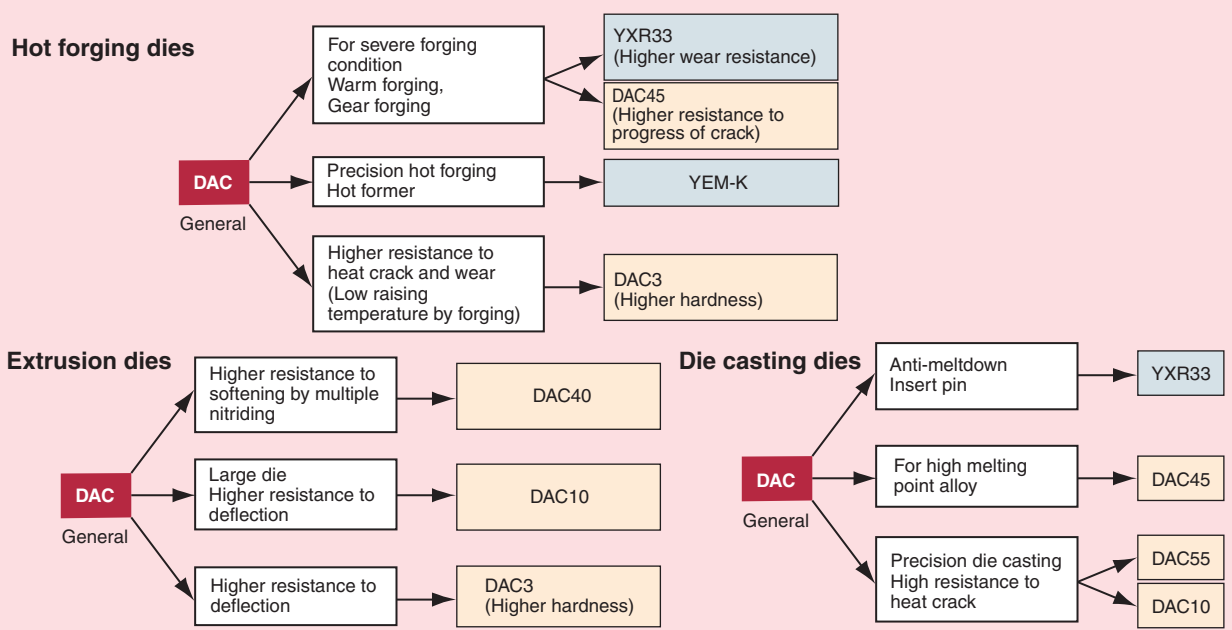 Hot forging dies
For severe forging
condition
Warm forging,
Gear forging
YXR33
(Higher wear resistance)
DAC45
(Higher resistance to
progress of crack)
DAC
General
Precision hot forging
Hot former
YEM-K
Higher resistance to
heat crack and wear
(Low raising
temperature by forging)
DAC3
(Higher hardness)
Extrusion dies
Higher resistance to
softening by multiple
nitriding
DAC40
DAC
General
Large die
Higher resistance to
deflection
DAC10
Higher resistance to
deflection
DAC3
(Higher hardness)
Die casting dies
Anti-meltdown
Insert pin
YXR33
DAC
General
For high melting
point alloy
DAC45
Precision die casting
High resistance to
heat crack
DAC55
DAC10